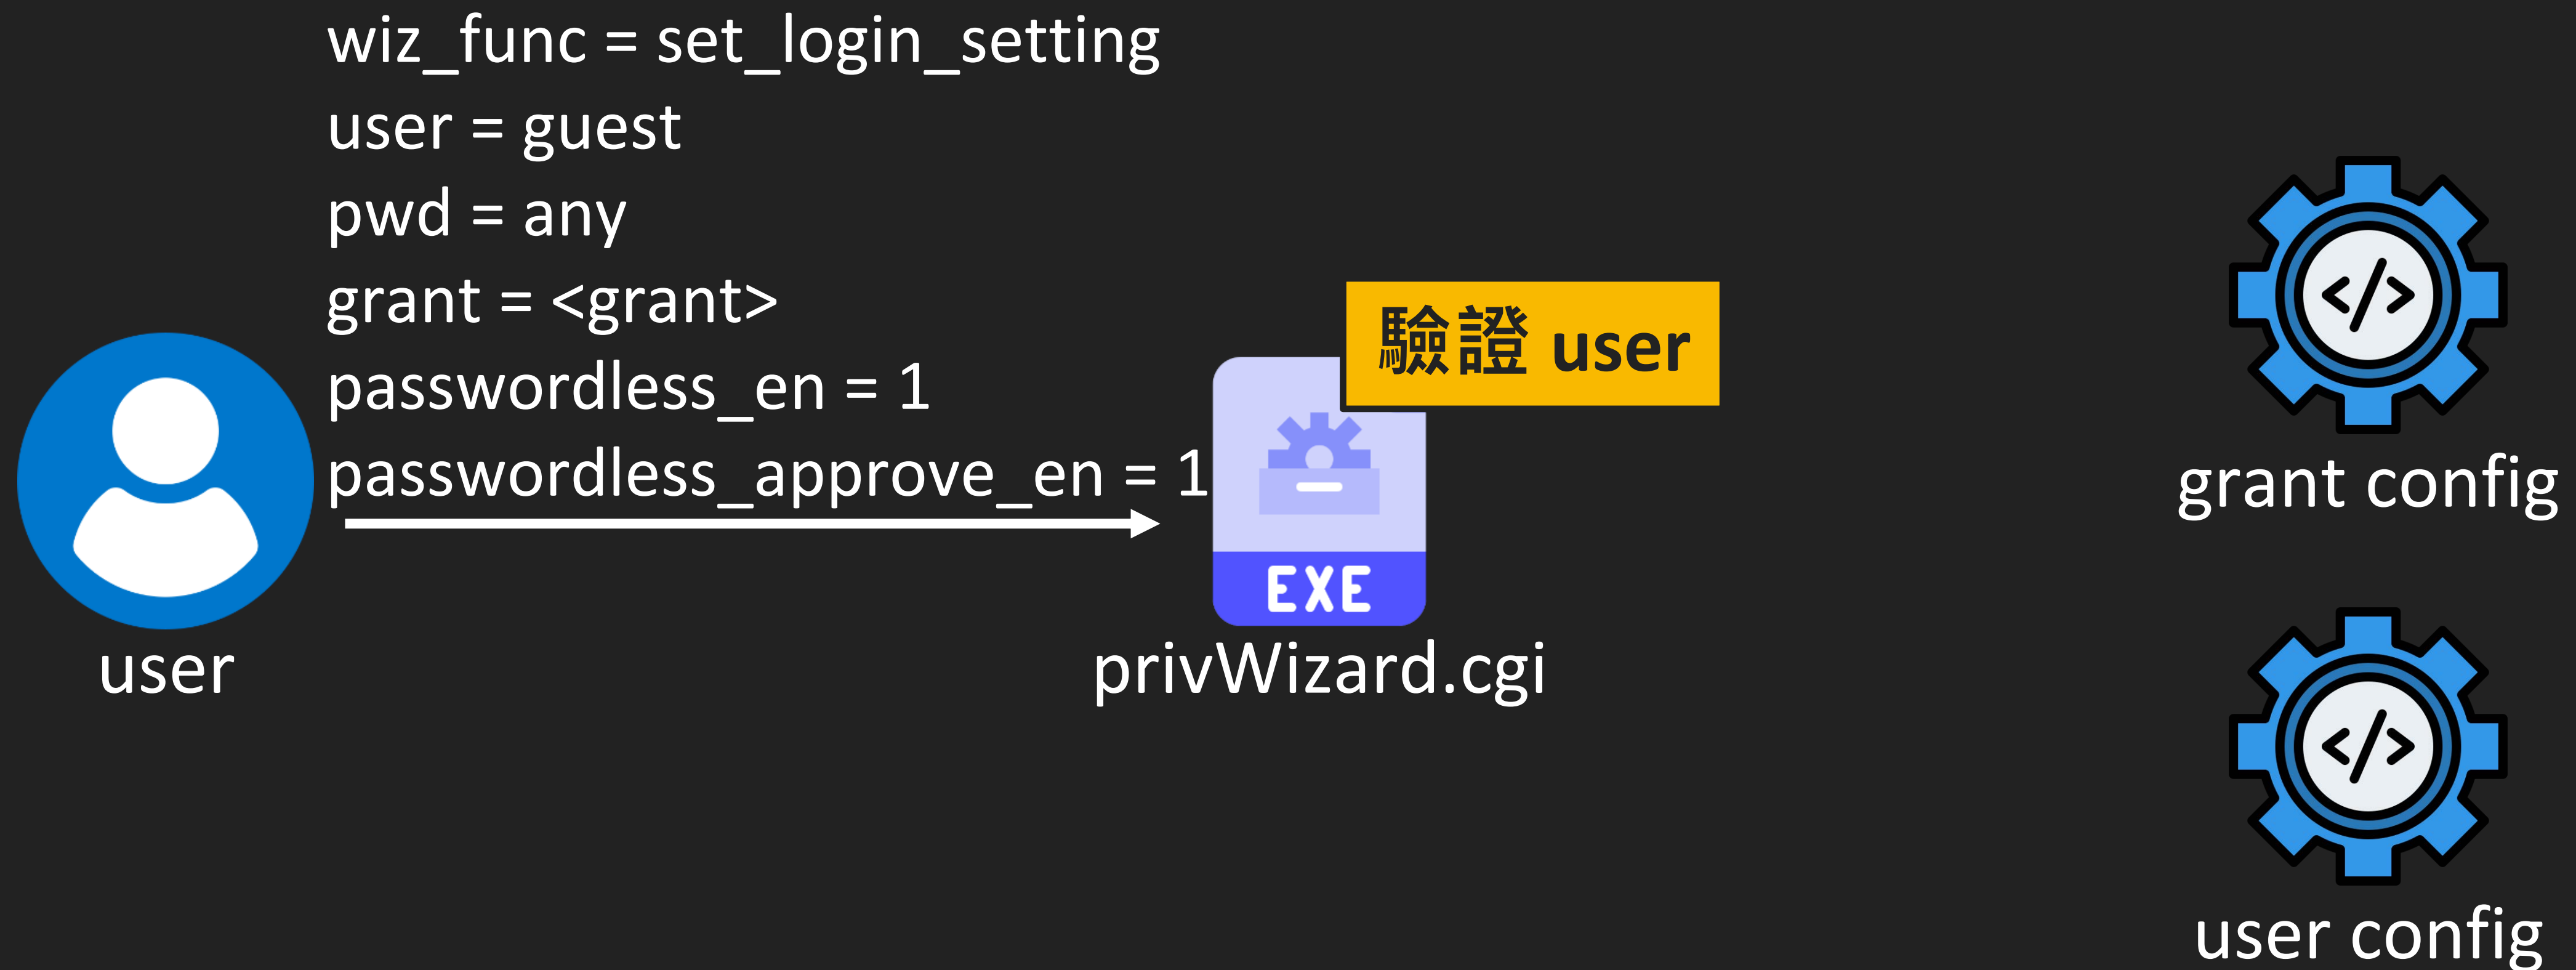 wiz_func = set_login_setting
user = guest
pwd = any
grant = <grant>
passwordless_en = 1
passwordless_approve_en = 1
驗證 user
</>
grant config
EXE
user
privWizard.cgi
</>
user config